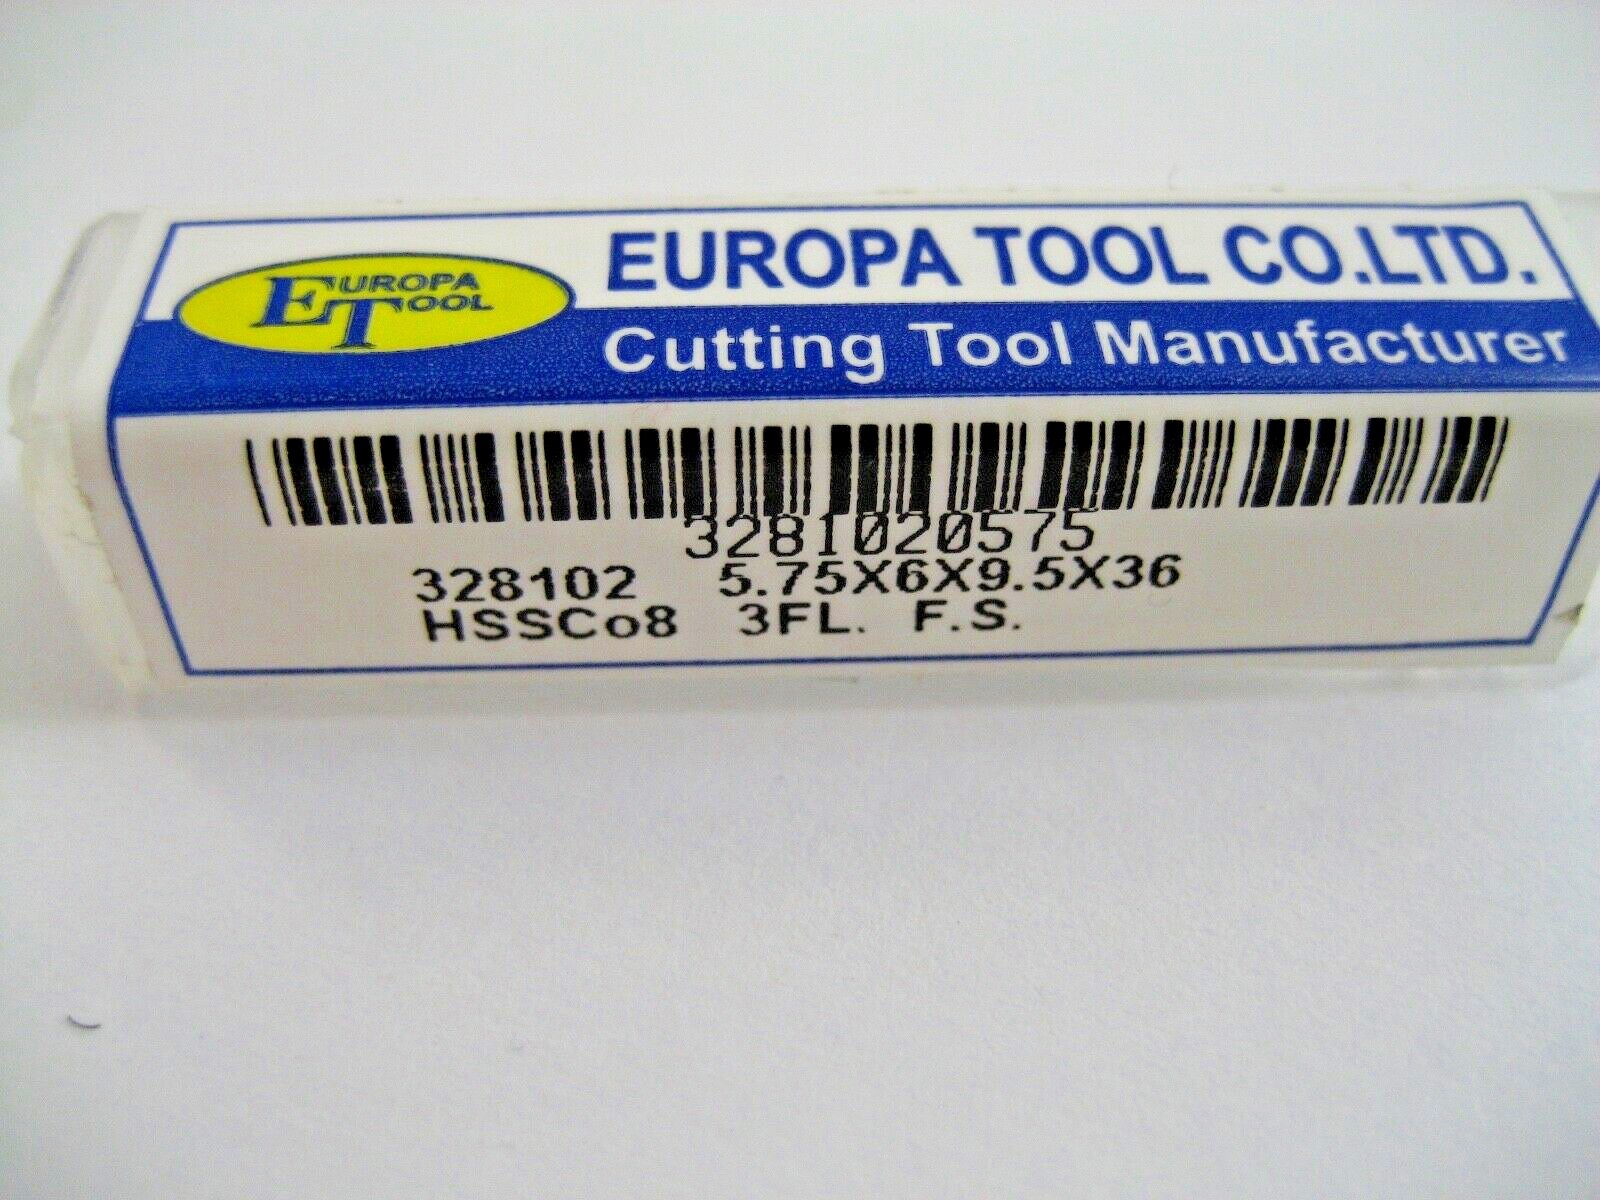 EUROPA TOOL
EUROPA TOOL CO.LTD.
Cutting Tool Manufacturer
3281020575
328102 5.75X6X9.5X36
HSSCo8 3FL. F.S.